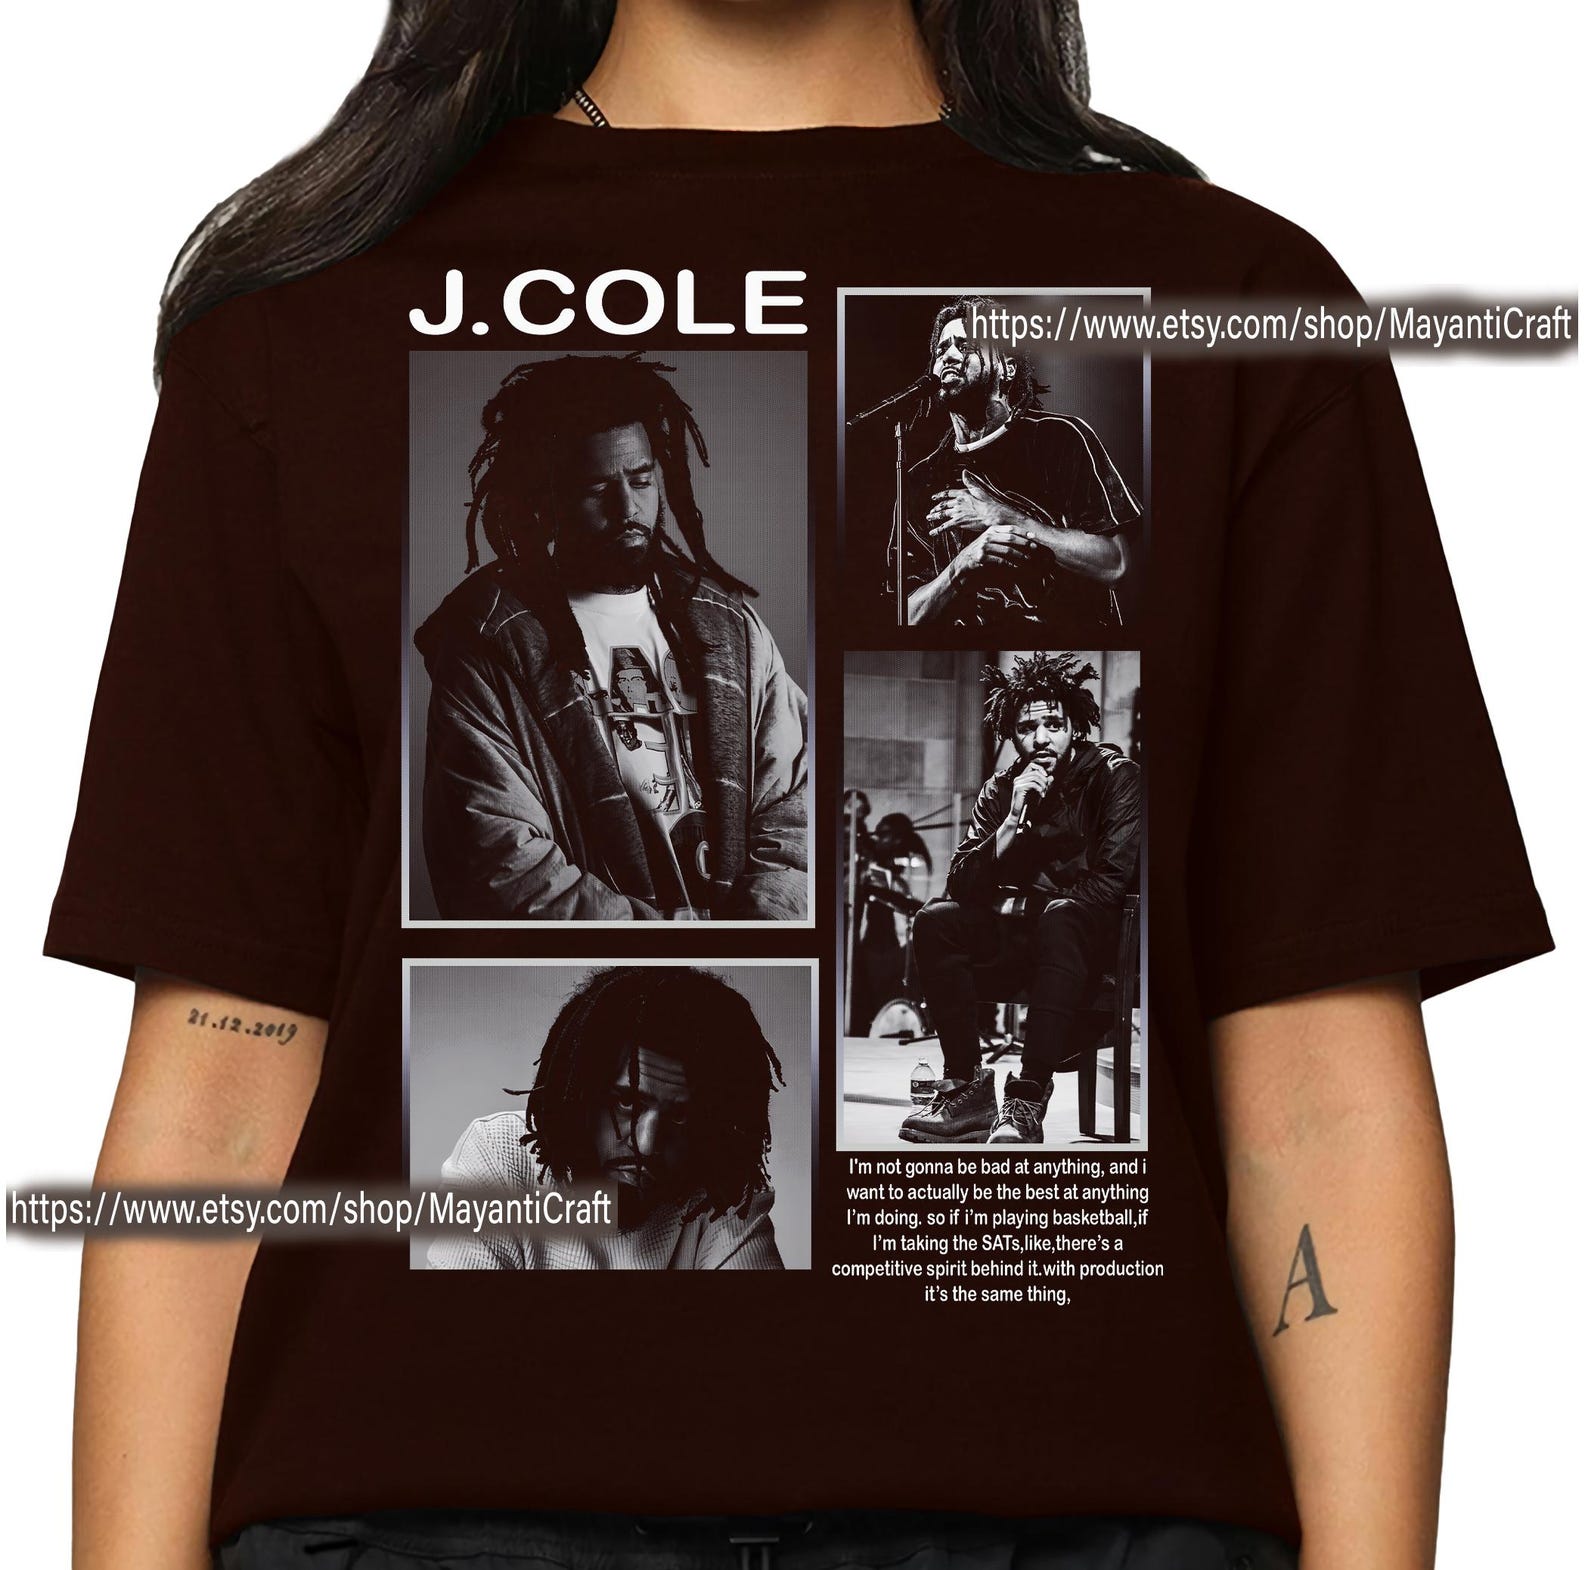 J.COLE
https://www.etsy.com/shop/MayantiCraft
I'm not gonna be bad at anything, and i
want to actually be the best at anything
I'm doing. so if i'm playing basketball,if
I'm taking the SATs,like,there's a
competitive spirit behind it.with production
it's the same thing,
https://www.etsy.com/shop/MayantiCraft
21.12.2019
A